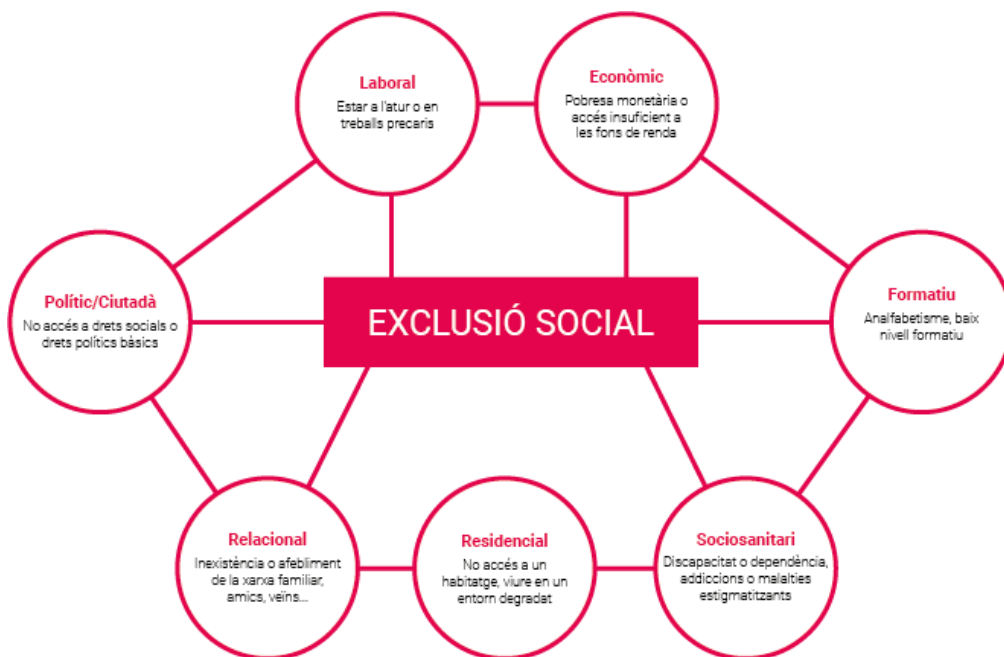 Laboral
Estar a l'atur o en
treballs precaris
Econòmic
Pobresa monetària o
accés insuficient a
les fons de renda
Polític/Ciutadà
No accés a drets socials o
drets polítics bàsics
EXCLUSIÓ SOCIAL
Formatiu
Analfabetisme, baix
nivell formatiu
Relacional
Inexistència o afebliment
de la xarxa familiar,
amics, veïns...
Residencial
No accés a un
habitatge, viure en un
entorn degradat
Sociosanitari
Discapacitat o dependència,
addiccions o malalties
estigmatitzants